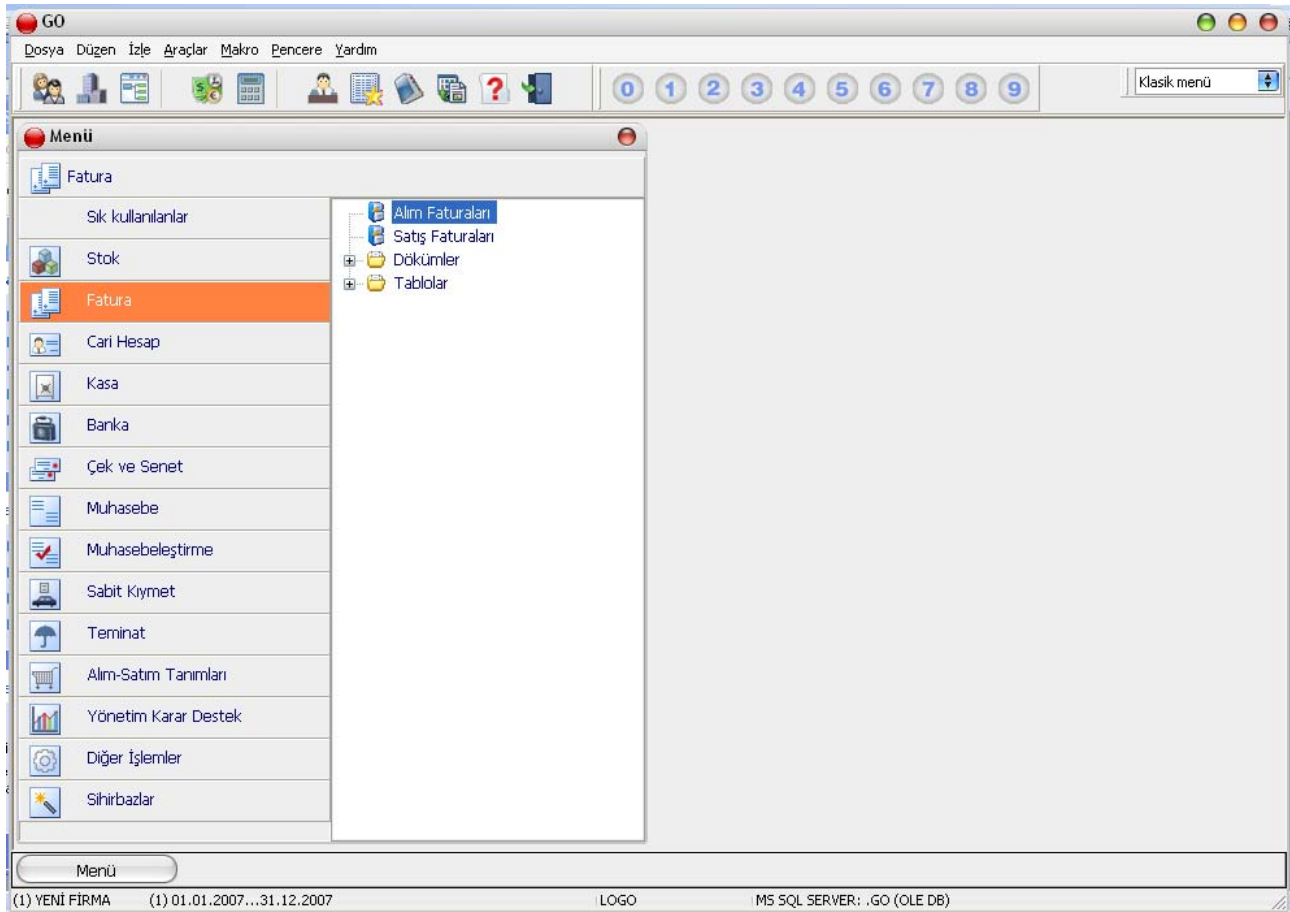 GO
Dosya Düzen İzle Araçlar Makro Pencere Yardım
0 1 2 3 4 5 6 7 8 9 Klasik menü
Menü
Fatura
Sık kullanılanlar
Stok
Fatura
Cari Hesap
Kasa
Banka
Çek ve Senet
Muhasebe
Muhasebeleştirme
Sabit Kıymet
Teminat
Alım-Satım Tanımları
Yönetim Karar Destek
Diğer İşlemler
Sihirbazlar
Alım Faturaları
Satış Faturaları
Dökümler
Tablolar
Menü
(1) YENİ FİRMA (1) 01.01.2007...31.12.2007 LOGO MS SQL SERVER: .GO (OLE DB)